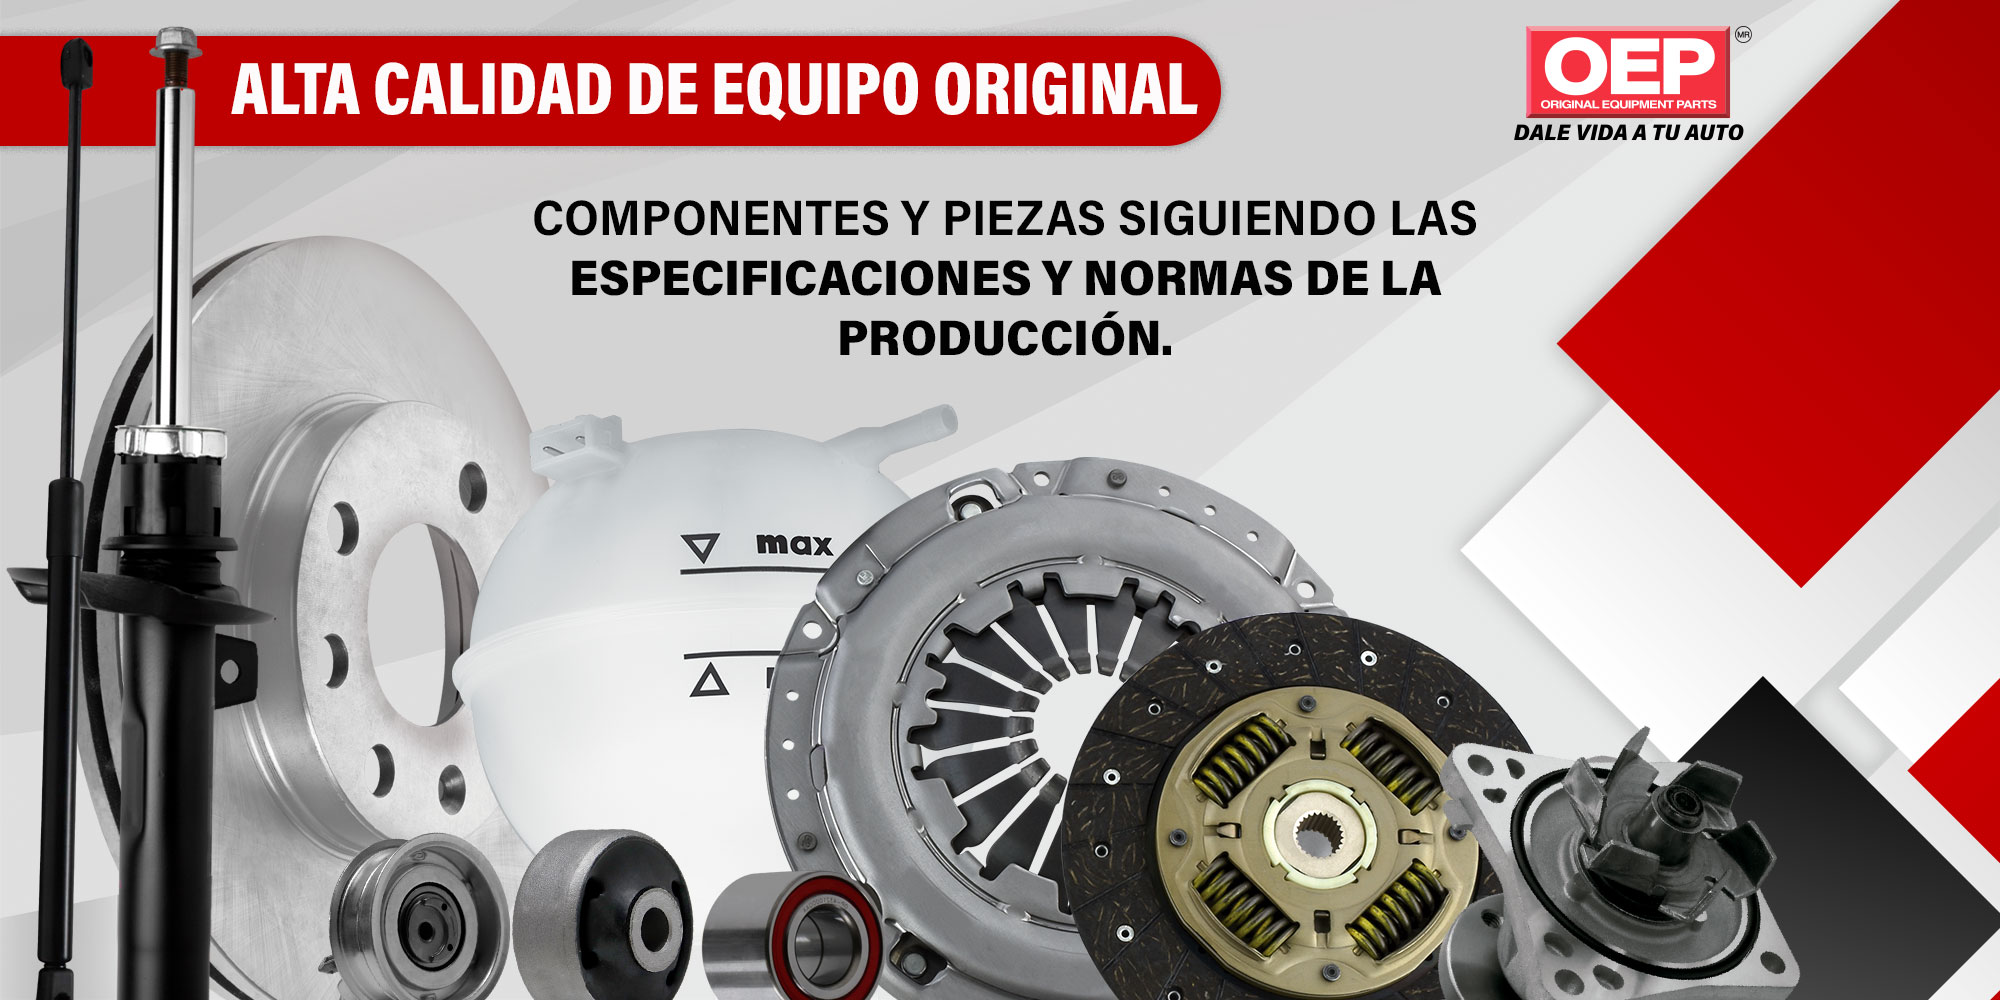 ALTA CALIDAD DE EQUIPO ORIGINAL
OEP
MR
ORIGINAL EQUIPMENT PARTS
DALE VIDA A TU AUTO
COMPONENTES Y PIEZAS SIGUIENDO LAS
ESPECIFICACIONES Y NORMAS DE LA
PRODUCCIÓN.
max